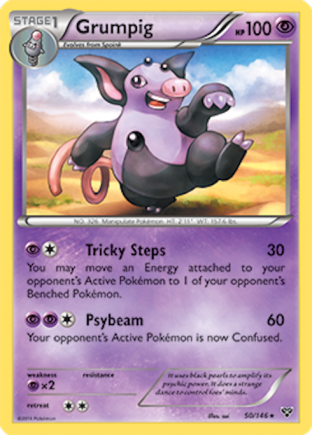 STAGE1 Grumpig HP100
Evolves from Spoink
NO. 326 Manipulate Pokémon HT: 2'11" WT: 157.6 lbs.
Tricky Steps 30
You may move an Energy attached to your
opponent's Active Pokémon to 1 of your opponent's
Benched Pokémon.
Psybeam 60
Your opponent's Active Pokémon is now Confused.
weakness resistance
×2
It uses black pearls to amplify its
psychic power. It does a strange
dance to control foes' minds.
retreat
Illus. sui 50/146 ★
©2014 Pokémon